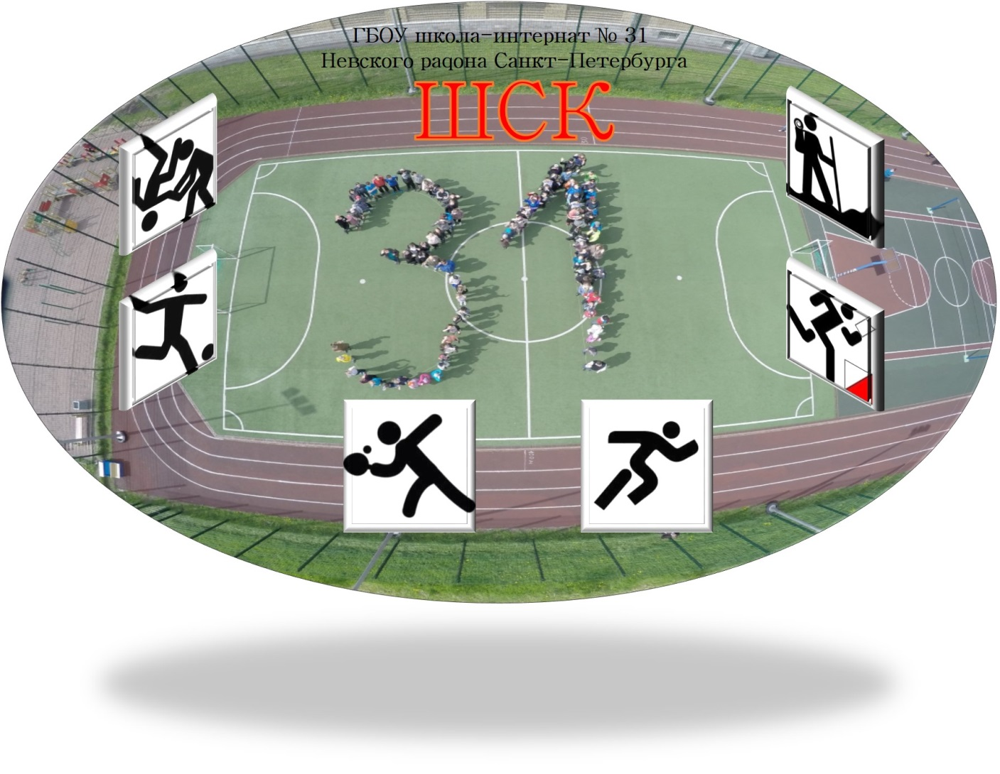 ГБОУ школа-интернат № 31
Невского раqона Санкт-Петербурга
ШСК
31